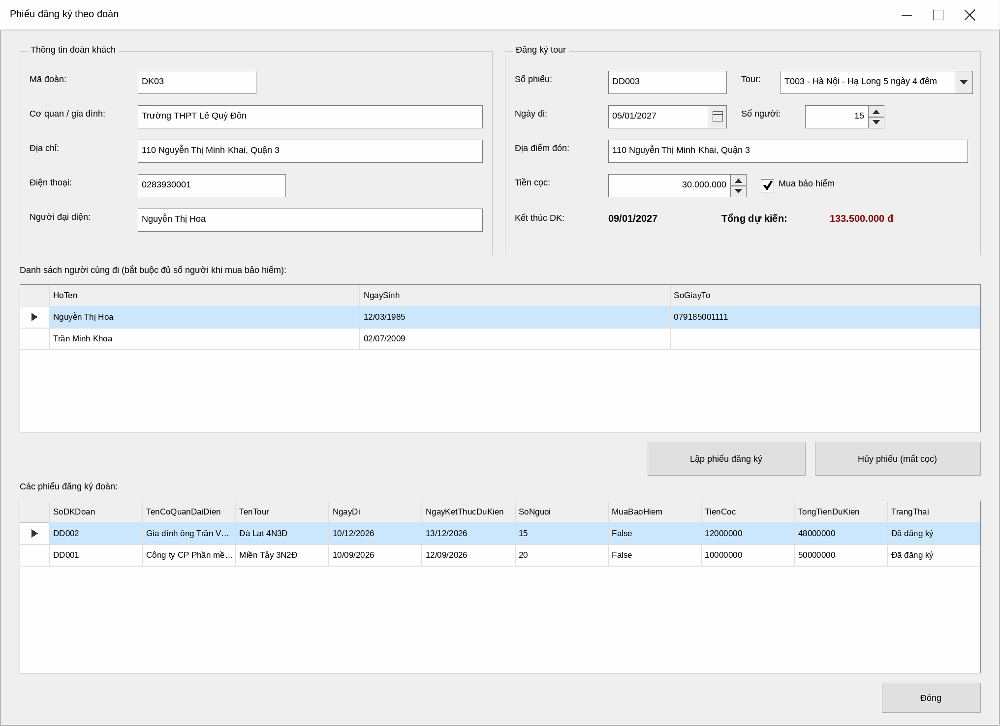 Phiếu đăng ký theo đoàn
Thông tin đoàn khách
Mã đoàn: DK03
Cơ quan / gia đình: Trường THPT Lê Quý Đôn
Địa chỉ: 110 Nguyễn Thị Minh Khai, Quận 3
Điện thoại: 0283930001
Người đại diện: Nguyễn Thị Hoa
Đăng ký tour
Số phiếu: DD003 Tour: T003 - Hà Nội - Hạ Long 5 ngày 4 đêm
Ngày đi: 05/01/2027 Số người: 15
Địa điểm đón: 110 Nguyễn Thị Minh Khai, Quận 3
Tiền cọc: 30.000.000 Mua bảo hiểm
Kết thúc DK: 09/01/2027 Tổng dự kiến: 133.500.000 đ
Danh sách người cùng đi (bắt buộc đủ số người khi mua bảo hiểm):
HoTen NgaySinh SoGiayTo
Nguyễn Thị Hoa 12/03/1985 079185001111
Trần Minh Khoa 02/07/2009
Lập phiếu đăng ký Hủy phiếu (mất cọc)
Các phiếu đăng ký đoàn:
SoDKDoan TenCoQuanDaiDien TenTour NgayDi NgayKetThucDuKien SoNguoi MuaBaoHiem TienCoc TongTienDuKien TrangThai
DD002 Gia đình ông Trần V... Đà Lạt 4N3Đ 10/12/2026 13/12/2026 15 False 12000000 48000000 Đã đăng ký
DD001 Công ty CP Phần mề... Miền Tây 3N2Đ 10/09/2026 12/09/2026 20 False 10000000 50000000 Đã đăng ký
Đóng